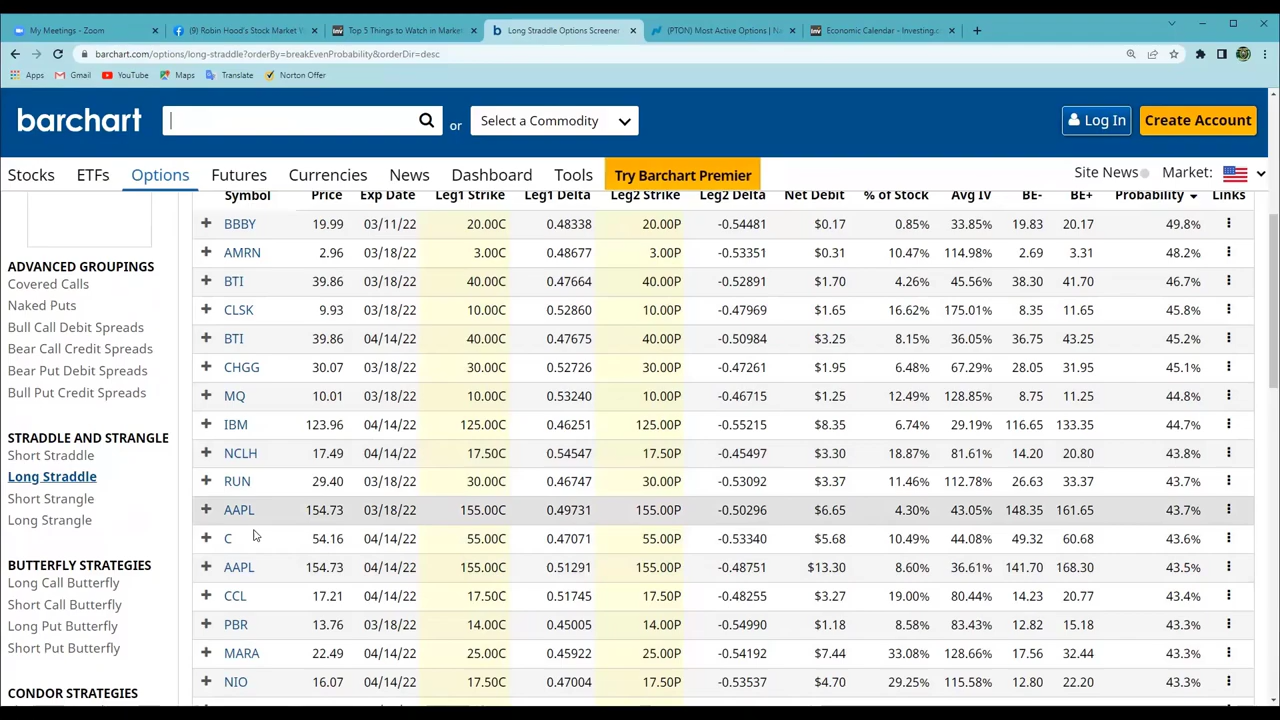 My Meetings - Zoom
(9) Robin Hood's Stock Market W
Top 5 Things to Watch in Market
Long Straddle Options Screener
(PTON) Most Active Options | Na
Economic Calendar - Investing.c
barchart.com/options/long-straddle?orderBy=breakEvenProbability&orderDir=desc
Apps Gmail YouTube Maps Translate Norton Offer
barchart or Select a Commodity Log In Create Account
Stocks ETFs Options Futures Currencies News Dashboard Tools Try Barchart Premier Site News Market:
Symbol Price Exp Date Leg1 Strike Leg1 Delta Leg2 Strike Leg2 Delta Net Debit % of Stock Avg IV BE- BE+ Probability Links
BBBY 19.99 03/11/22 20.00C 0.48338 20.00P -0.54481 $0.17 0.85% 33.85% 19.83 20.17 49.8%
AMRN 2.96 03/18/22 3.00C 0.48677 3.00P -0.53351 $0.31 10.47% 114.98% 2.69 3.31 48.2%
BTI 39.86 03/18/22 40.00C 0.47664 40.00P -0.52891 $1.70 4.26% 45.56% 38.30 41.70 46.7%
CLSK 9.93 03/18/22 10.00C 0.52860 10.00P -0.47969 $1.65 16.62% 175.01% 8.35 11.65 45.8%
BTI 39.86 04/14/22 40.00C 0.47675 40.00P -0.50984 $3.25 8.15% 36.05% 36.75 43.25 45.2%
CHGG 30.07 03/18/22 30.00C 0.52726 30.00P -0.47261 $1.95 6.48% 67.29% 28.05 31.95 45.1%
MQ 10.01 03/18/22 10.00C 0.53240 10.00P -0.46715 $1.25 12.49% 128.85% 8.75 11.25 44.8%
IBM 123.96 04/14/22 125.00C 0.46251 125.00P -0.55215 $8.35 6.74% 29.19% 116.65 133.35 44.7%
NCLH 17.49 04/14/22 17.50C 0.54547 17.50P -0.45497 $3.30 18.87% 81.61% 14.20 20.80 43.8%
RUN 29.40 03/18/22 30.00C 0.46747 30.00P -0.53092 $3.37 11.46% 112.78% 26.63 33.37 43.7%
AAPL 154.73 03/18/22 155.00C 0.49731 155.00P -0.50296 $6.65 4.30% 43.05% 148.35 161.65 43.7%
C 54.16 04/14/22 55.00C 0.47071 55.00P -0.53340 $5.68 10.49% 44.08% 49.32 60.68 43.6%
AAPL 154.73 04/14/22 155.00C 0.51291 155.00P -0.48751 $13.30 8.60% 36.61% 141.70 168.30 43.5%
CCL 17.21 04/14/22 17.50C 0.51745 17.50P -0.48255 $3.27 19.00% 80.44% 14.23 20.77 43.4%
PBR 13.76 03/18/22 14.00C 0.45005 14.00P -0.54990 $1.18 8.58% 83.43% 12.82 15.18 43.3%
MARA 22.49 04/14/22 25.00C 0.45922 25.00P -0.54192 $7.44 33.08% 128.66% 17.56 32.44 43.3%
NIO 16.07 04/14/22 17.50C 0.47004 17.50P -0.53537 $4.70 29.25% 115.58% 12.80 22.20 43.3%
ADVANCED GROUPINGS
Covered Calls
Naked Puts
Bull Call Debit Spreads
Bear Call Credit Spreads
Bear Put Debit Spreads
Bull Put Credit Spreads
STRADDLE AND STRANGLE
Short Straddle
Long Straddle
Short Strangle
Long Strangle
BUTTERFLY STRATEGIES
Long Call Butterfly
Short Call Butterfly
Long Put Butterfly
Short Put Butterfly
CONDOR STRATEGIES